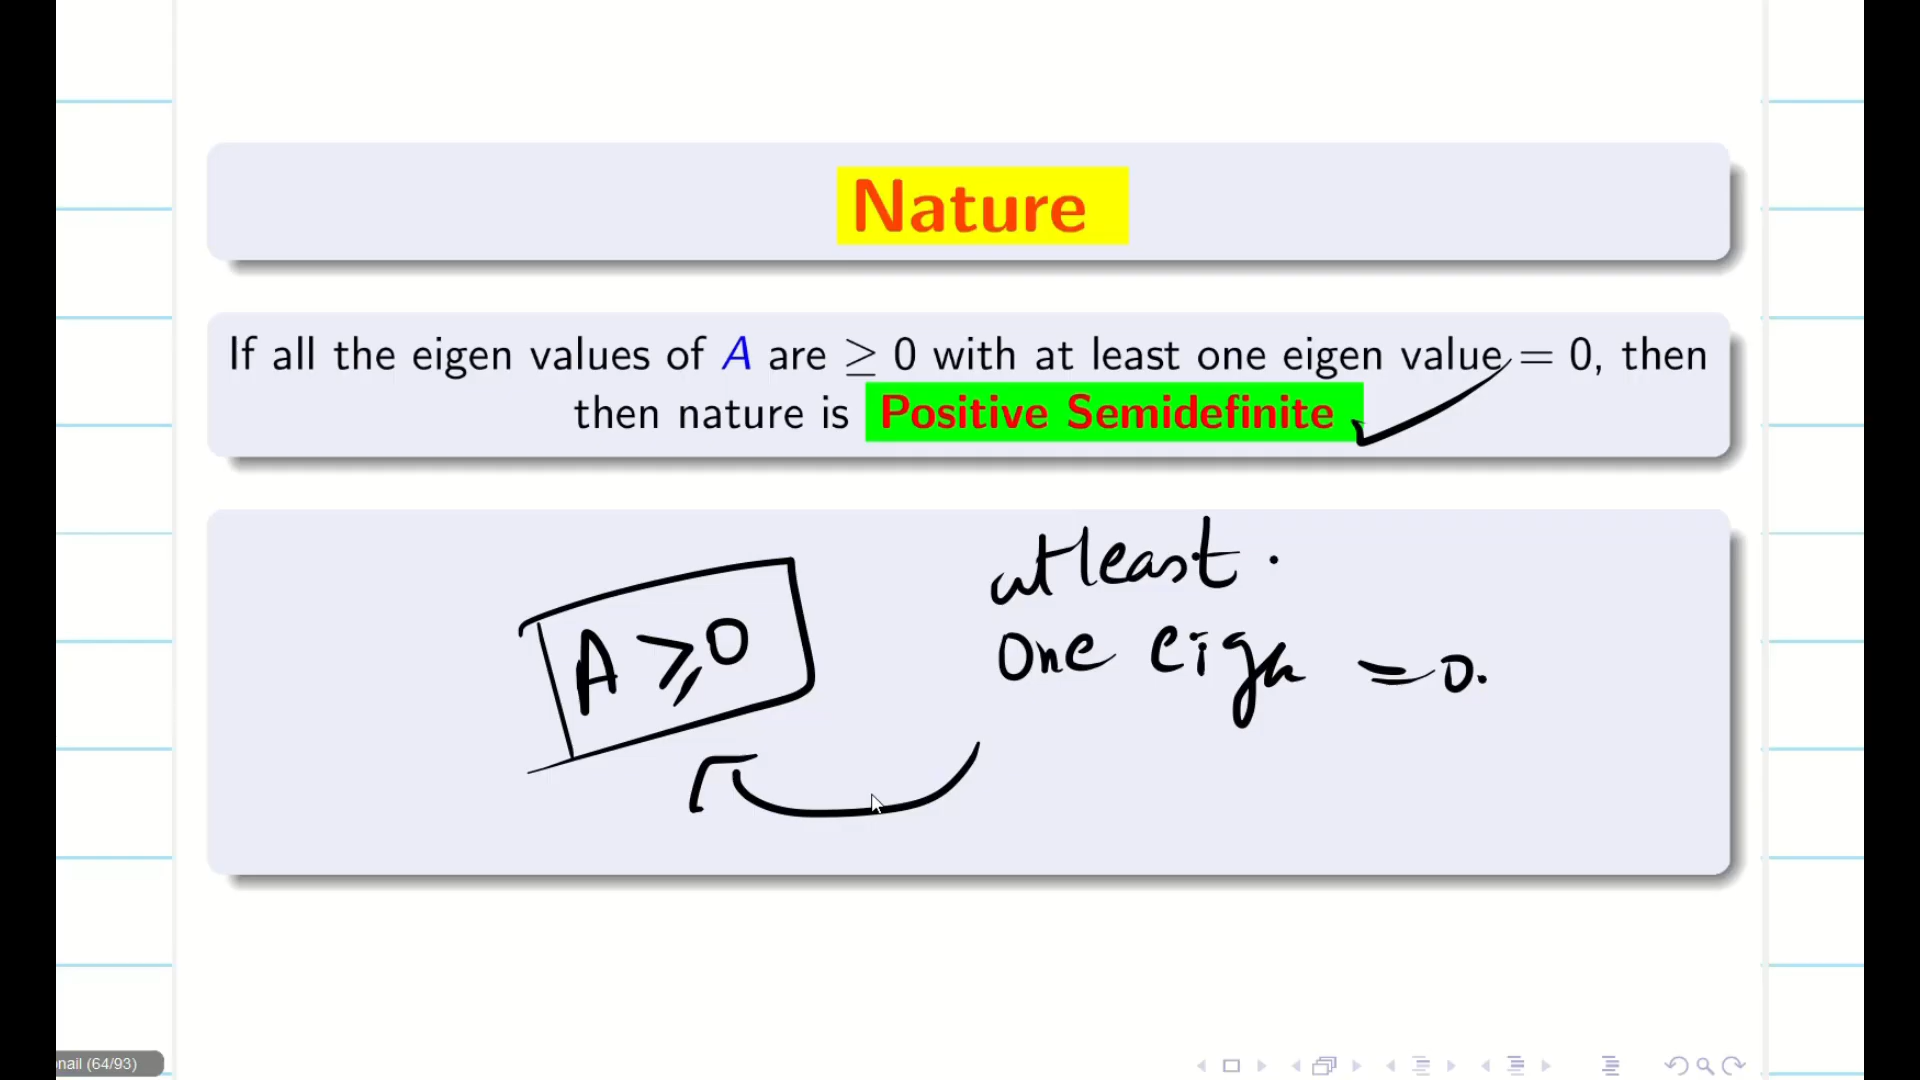 Nature
If all the eigen values of A are ≥ 0 with at least one eigen value = 0, then
then nature is Positive Semidefinite
atleast.
A ≥ 0
one eign = 0.
nail (64/93)